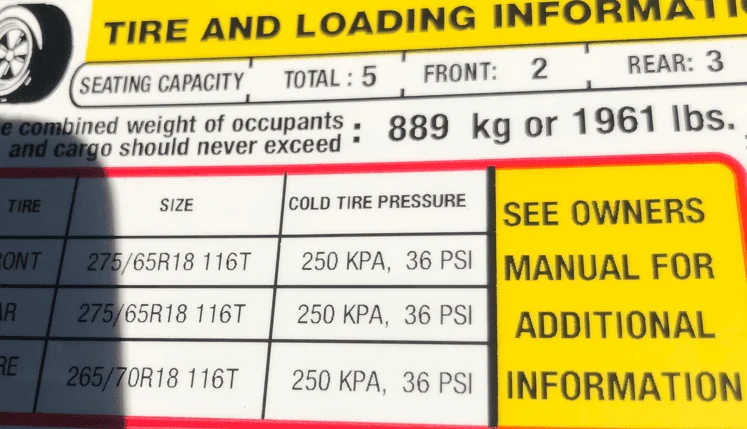 TIRE AND LOADING INFORMATI
SEATING CAPACITY TOTAL : 5 FRONT: 2 REAR: 3
e combined weight of occupants
and cargo should never exceed : 889 kg or 1961 lbs.
TIRE SIZE COLD TIRE PRESSURE
ONT 275/65R18 116T 250 KPA, 36 PSI
AR 275/65R18 116T 250 KPA, 36 PSI
RE 265/70R18 116T 250 KPA, 36 PSI
SEE OWNERS
MANUAL FOR
ADDITIONAL
INFORMATION